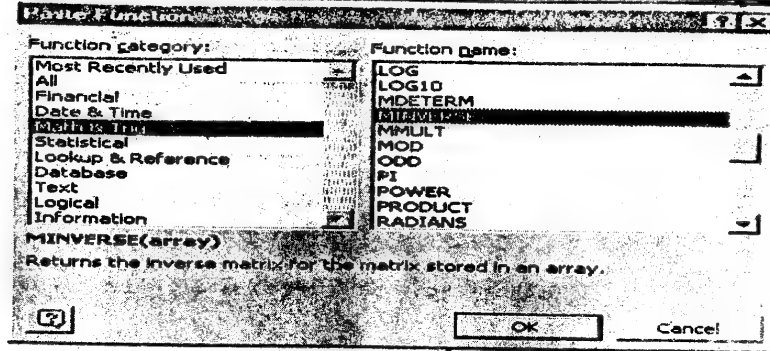 Paste Function
Function category:
Most Recently Used
All
Financial
Date & Time
Math & Trig
Statistical
Lookup & Reference
Database
Text
Logical
Information
Function name:
LOG
LOG10
MDETERM
MINVERSE
MMULT
MOD
ODD
PI
POWER
PRODUCT
RADIANS
MINVERSE(array)
Returns the inverse matrix for the matrix stored in an array.
OK
Cancel